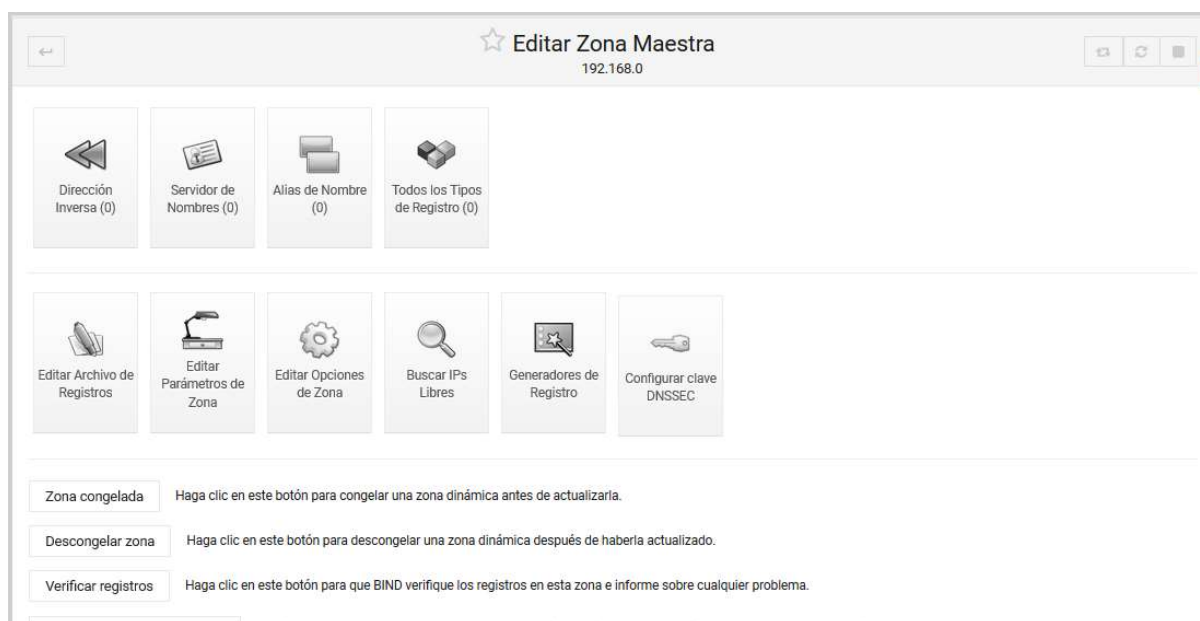 Editar Zona Maestra
192.168.0
Dirección
Inversa (0)
Servidor de
Nombres (0)
Alias de Nombre
(0)
Todos los Tipos
de Registro (0)
Editar Archivo de
Registros
Editar
Parámetros de
Zona
Editar Opciones
de Zona
Buscar IPs
Libres
Generadores de
Registro
Configurar clave
DNSSEC
Zona congelada
Haga clic en este botón para congelar una zona dinámica antes de actualizarla.
Descongelar zona
Haga clic en este botón para descongelar una zona dinámica después de haberla actualizado.
Verificar registros
Haga clic en este botón para que BIND verifique los registros en esta zona e informe sobre cualquier problema.